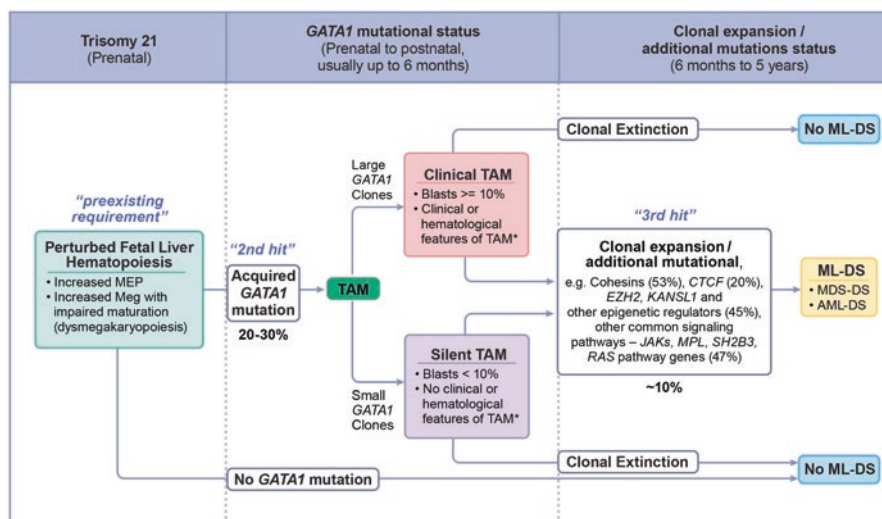 Trisomy 21
(Prenatal)
GATA1 mutational status
(Prenatal to postnatal,
usually up to 6 months)
Clonal expansion /
additional mutations status
(6 months to 5 years)
"preexisting
requirement"
Perturbed Fetal Liver
Hematopoiesis
• Increased MEP
• Increased Meg with
impaired maturation
(dysmegakaryopoiesis)
"2nd hit"
Acquired
GATA1
mutation
20-30%
TAM
Large
GATA1
Clones
Clinical TAM
• Blasts >= 10%
• Clinical or
hematological
features of TAM*
Small
GATA1
Clones
Silent TAM
• Blasts < 10%
• No clinical or
hematological
features of TAM*
Clonal Extinction
No ML-DS
"3rd hit"
Clonal expansion /
additional mutational,
e.g. Cohesins (53%), CTCF (20%),
EZH2, KANSL1 and
other epigenetic regulators (45%),
other common signaling
pathways – JAKs, MPL, SH2B3,
RAS pathway genes (47%)
~10%
ML-DS
• MDS-DS
• AML-DS
Clonal Extinction
No GATA1 mutation
No ML-DS